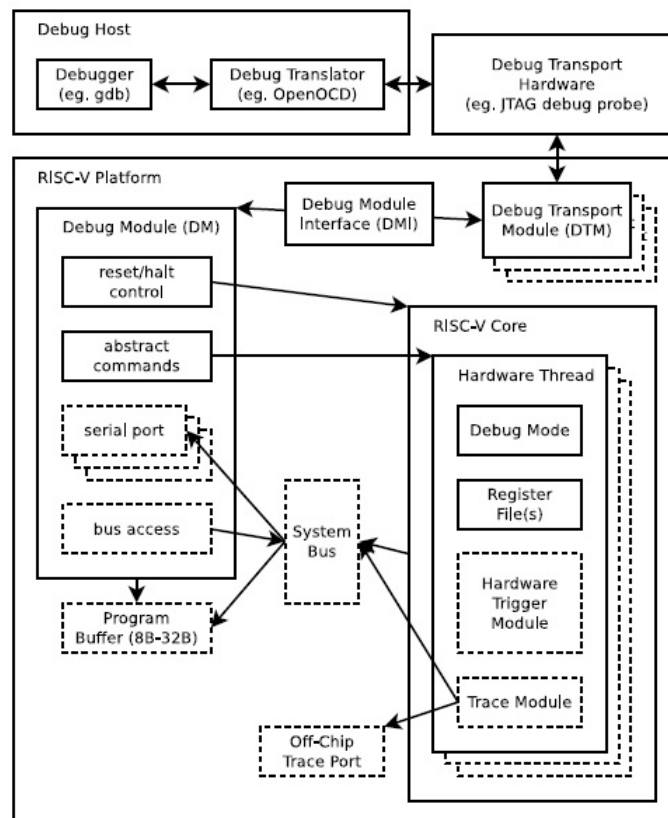 Debug Host
Debugger
(eg. gdb)
Debug Translator
(eg. OpenOCD)
Debug Transport
Hardware
(eg. JTAG debug probe)
RISC-V Platform
Debug Module (DM)
Debug Module
Interface (DMI)
Debug Transport
Module (DTM)
reset/halt
control
abstract
commands
serial port
bus access
Program
Buffer (8B-32B)
System
Bus
RISC-V Core
Hardware Thread
Debug Mode
Register
File(s)
Hardware
Trigger
Module
Trace Module
Off-Chip
Trace Port